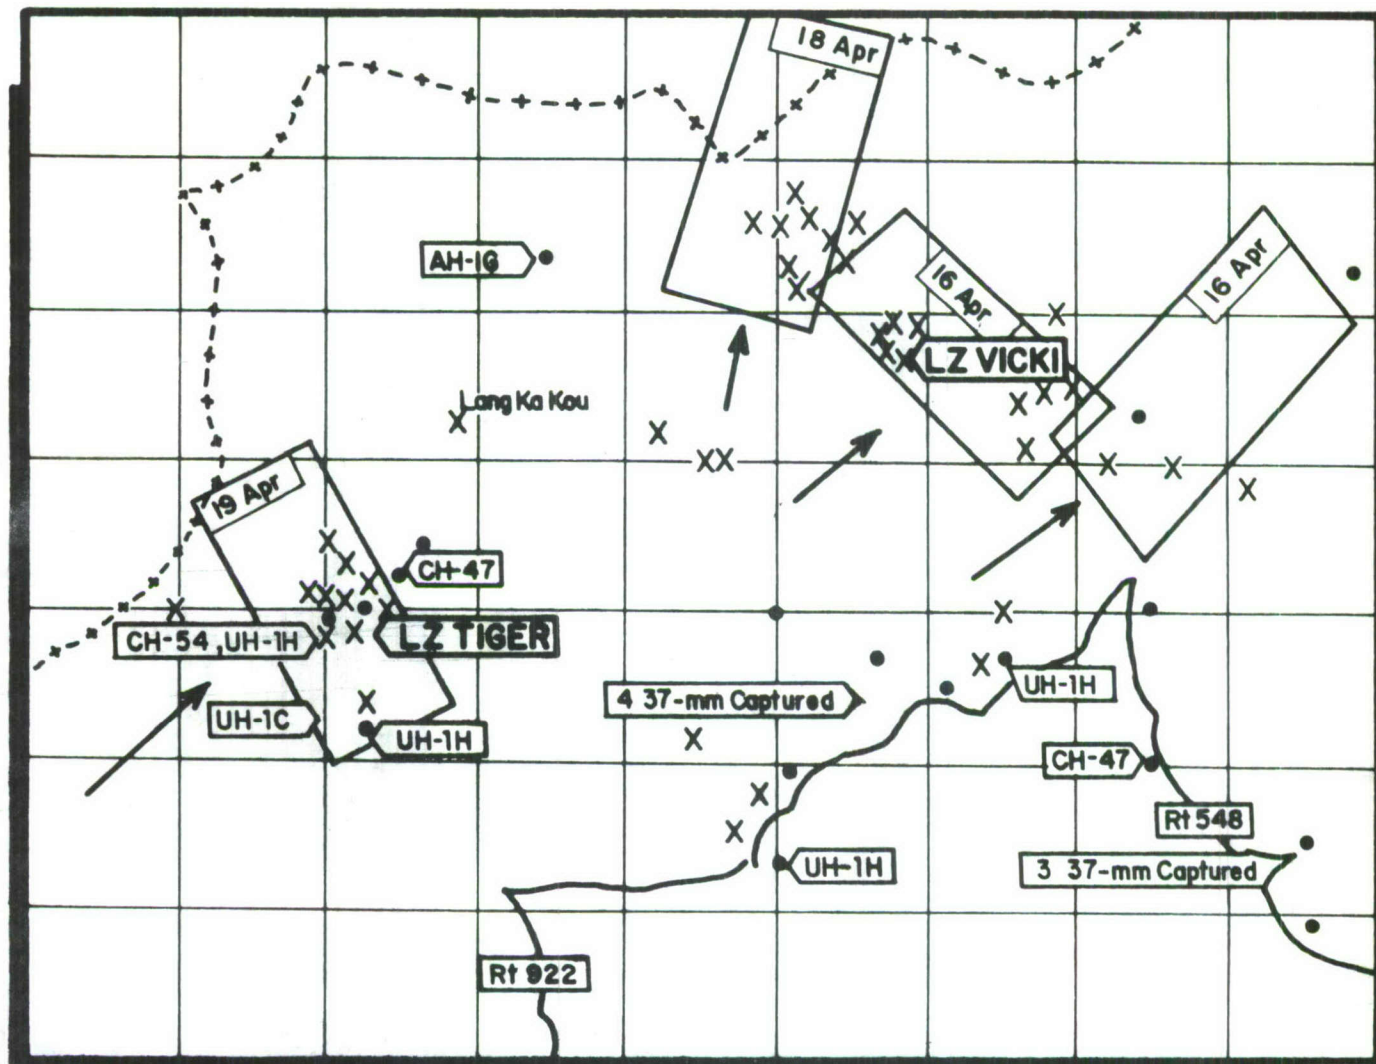 18 Apr
16 Apr
16 Apr
AH-1G
LZ VICKI
Lang Ka Kou
19 Apr
CH-47
CH-54, UH-1H
LZ TIGER
UH-1H
4 37-mm Captured
UH-1C
UH-1H
CH-47
Rt 548
UH-1H
3 37-mm Captured
Rt 922